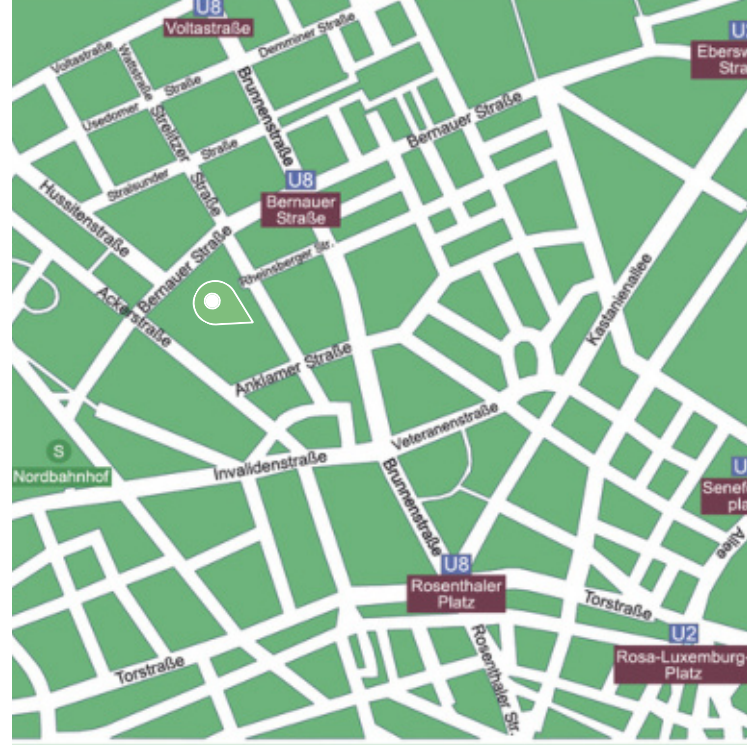 U8
Voltastraße
Voltastraße
Wattstraße
Demminer Straße
Usedomer
Straße
Strelitzer
Straße
Brunnenstraße
Stralsunder
Straße
Bernauer Straße
U8
Bernauer
Straße
Hussitenstraße
Bernauer Straße
Rheinsberger Str.
Ackerstraße
Kastanienallee
Anklamer Straße
Veteranenstraße
Invalidenstraße
S
Nordbahnhof
Brunnenstraße
Allee
U8
Rosenthaler
Platz
Torstraße
U2
Rosa-Luxemburg-
Platz
Torstraße
Rosenthaler Str.